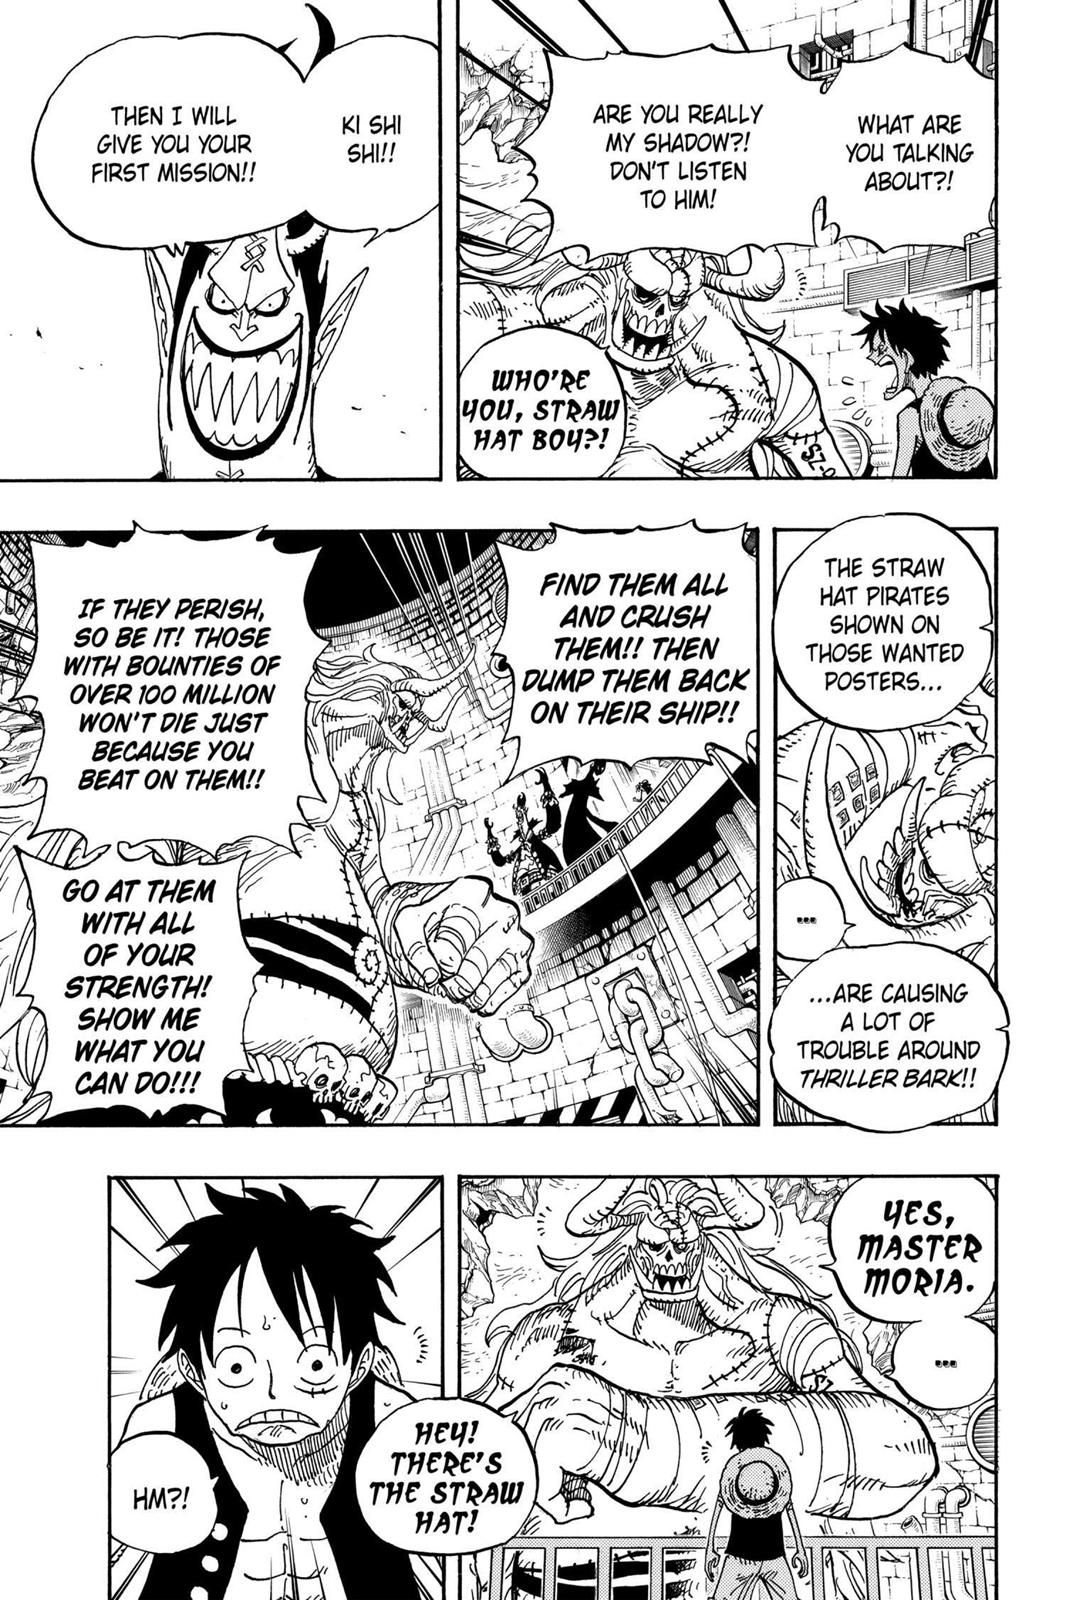 WHAT ARE
YOU TALKING
ABOUT?!
ARE YOU REALLY
MY SHADOW?!
DON'T LISTEN
TO HIM!
WHO'RE
YOU, STRAW
HAT BOY?!
KI SHI
SHI!!
THEN I WILL
GIVE YOU YOUR
FIRST MISSION!!
THE STRAW
HAT PIRATES
SHOWN ON
THOSE WANTED
POSTERS...
...
...ARE CAUSING
A LOT OF
TROUBLE AROUND
THRILLER BARK!!
FIND THEM ALL
AND CRUSH
THEM!! THEN
DUMP THEM BACK
ON THEIR SHIP!!
IF THEY PERISH,
SO BE IT! THOSE
WITH BOUNTIES OF
OVER 100 MILLION
WON'T DIE JUST
BECAUSE YOU
BEAT ON THEM!!
GO AT THEM
WITH ALL
OF YOUR
STRENGTH!
SHOW ME
WHAT YOU
CAN DO!!!
YES,
MASTER
MORIA.
...
HEY!
THERE'S
THE STRAW
HAT!
HM?!